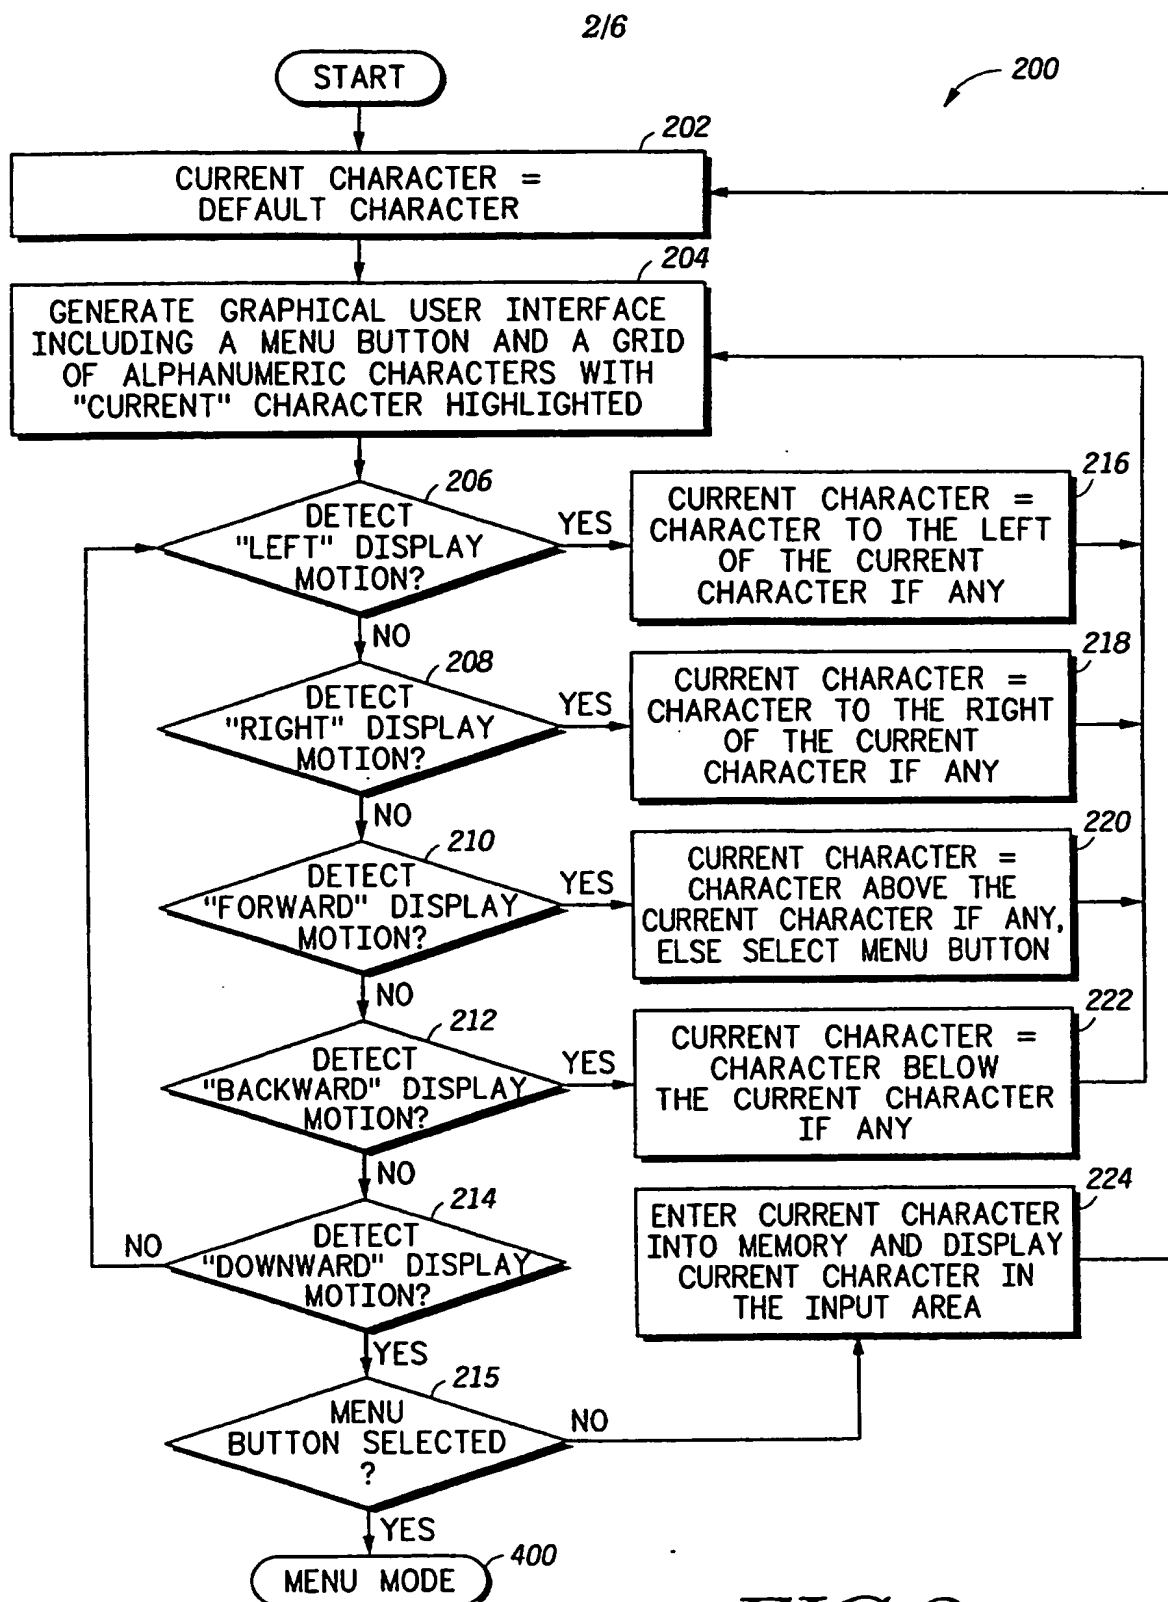 2/6
START
200
202
CURRENT CHARACTER =
DEFAULT CHARACTER
204
GENERATE GRAPHICAL USER INTERFACE
INCLUDING A MENU BUTTON AND A GRID
OF ALPHANUMERIC CHARACTERS WITH
"CURRENT" CHARACTER HIGHLIGHTED
206
DETECT
"LEFT" DISPLAY
MOTION?
YES
216
CURRENT CHARACTER =
CHARACTER TO THE LEFT
OF THE CURRENT
CHARACTER IF ANY
NO
208
DETECT
"RIGHT" DISPLAY
MOTION?
YES
218
CURRENT CHARACTER =
CHARACTER TO THE RIGHT
OF THE CURRENT
CHARACTER IF ANY
NO
210
DETECT
"FORWARD" DISPLAY
MOTION?
YES
220
CURRENT CHARACTER =
CHARACTER ABOVE THE
CURRENT CHARACTER IF ANY,
ELSE SELECT MENU BUTTON
NO
212
DETECT
"BACKWARD" DISPLAY
MOTION?
YES
222
CURRENT CHARACTER =
CHARACTER BELOW
THE CURRENT CHARACTER
IF ANY
NO
214
DETECT
"DOWNWARD" DISPLAY
MOTION?
NO
224
ENTER CURRENT CHARACTER
INTO MEMORY AND DISPLAY
CURRENT CHARACTER IN
THE INPUT AREA
YES
215
MENU
BUTTON SELECTED
?
NO
YES
400
MENU MODE